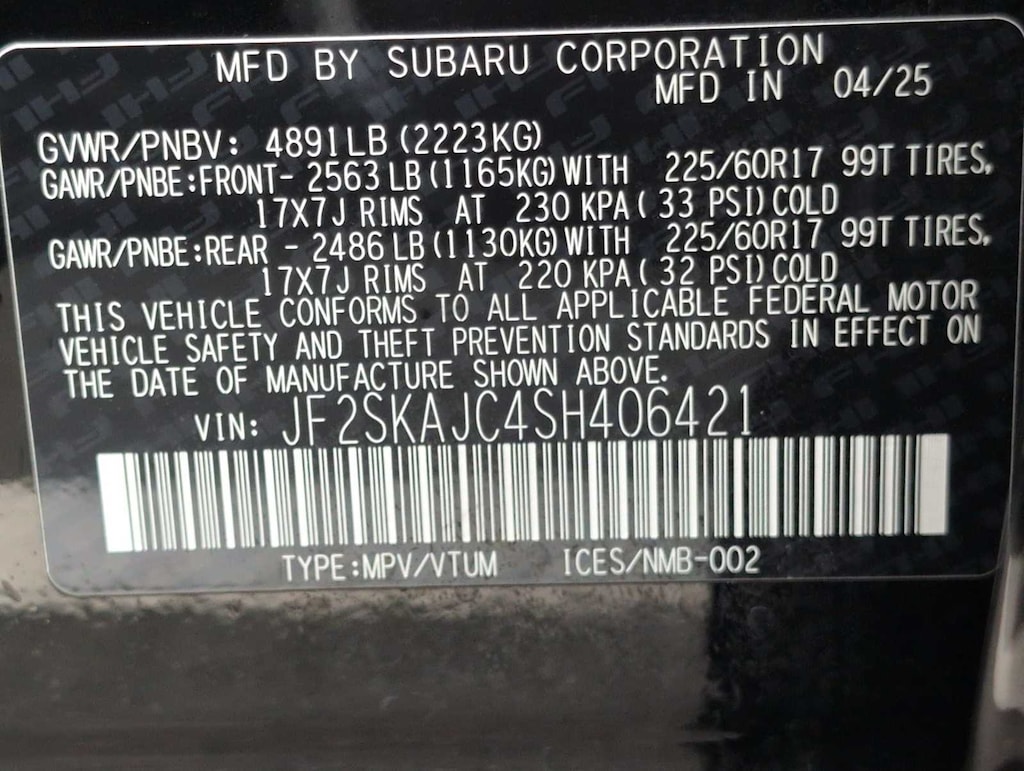 MFD BY SUBARU CORPORATION
MFD IN 04/25
GVWR/PNBV: 4891LB (2223KG)
GAWR/PNBE:FRONT- 2563 LB (1165KG) WITH 225/60R17 99T TIRES,
17X7J RIMS AT 230 KPA ( 33 PSI) COLD
GAWR/PNBE:REAR - 2486 LB (1130KG) WITH 225/60R17 99T TIRES,
17X7J RIMS AT 220 KPA ( 32 PSI) COLD
THIS VEHICLE CONFORMS TO ALL APPLICABLE FEDERAL MOTOR
VEHICLE SAFETY AND THEFT PREVENTION STANDARDS IN EFFECT ON
THE DATE OF MANUFACTURE SHOWN ABOVE.
VIN: JF2SKAJC4SH406421
TYPE:MPV/VTUM ICES/NMB-002